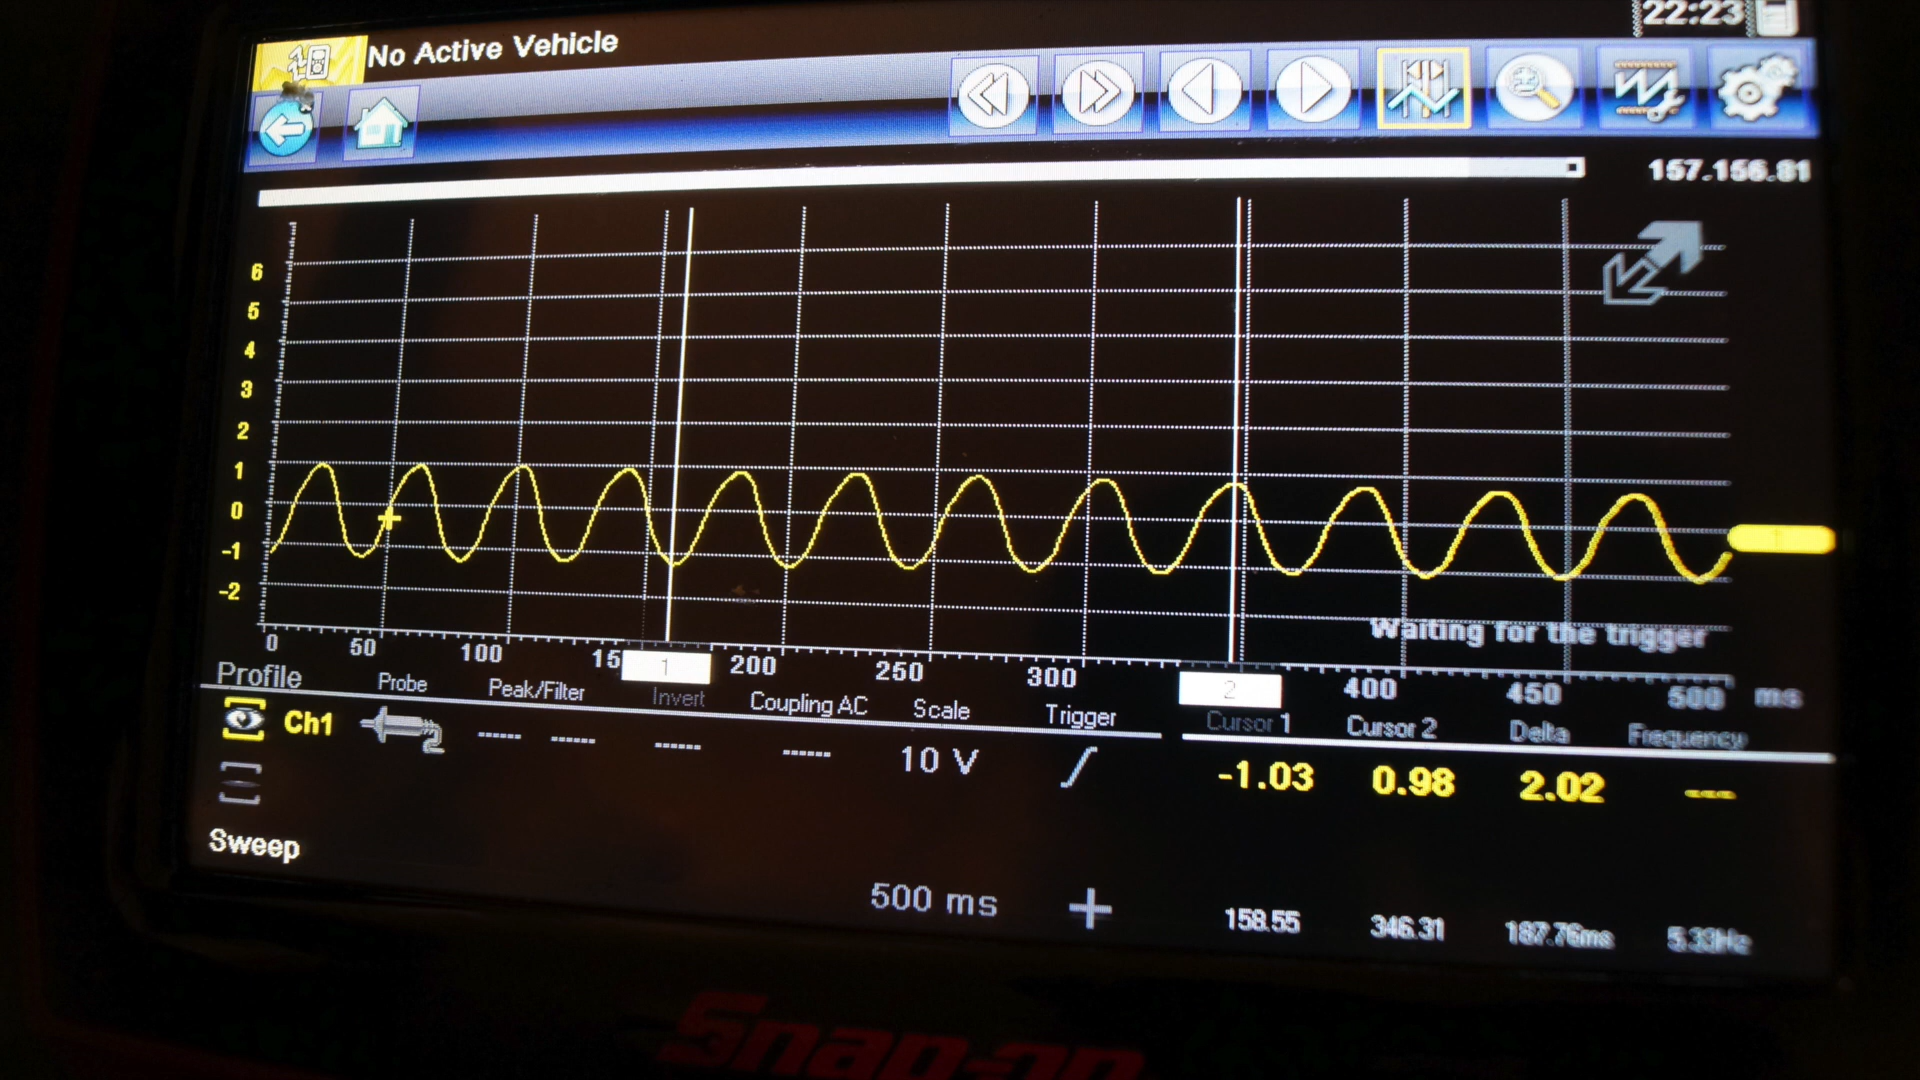 22:23
No Active Vehicle
157.156.81
6
5
4
3
2
1
0
-1
-2
Waiting for the trigger
0 50 100 15 1 200 250 300 2 400 450 500 ms
Profile Probe Peak/Filter Invert Coupling AC Scale Trigger Cursor 1 Cursor 2 Delta Frequency
Ch1 ------ ------ ------ ------ 10 V -1.03 0.98 2.02 ---
Sweep
500 ms 158.55 346.31 187.76ms 5.33Hz
Snap-on